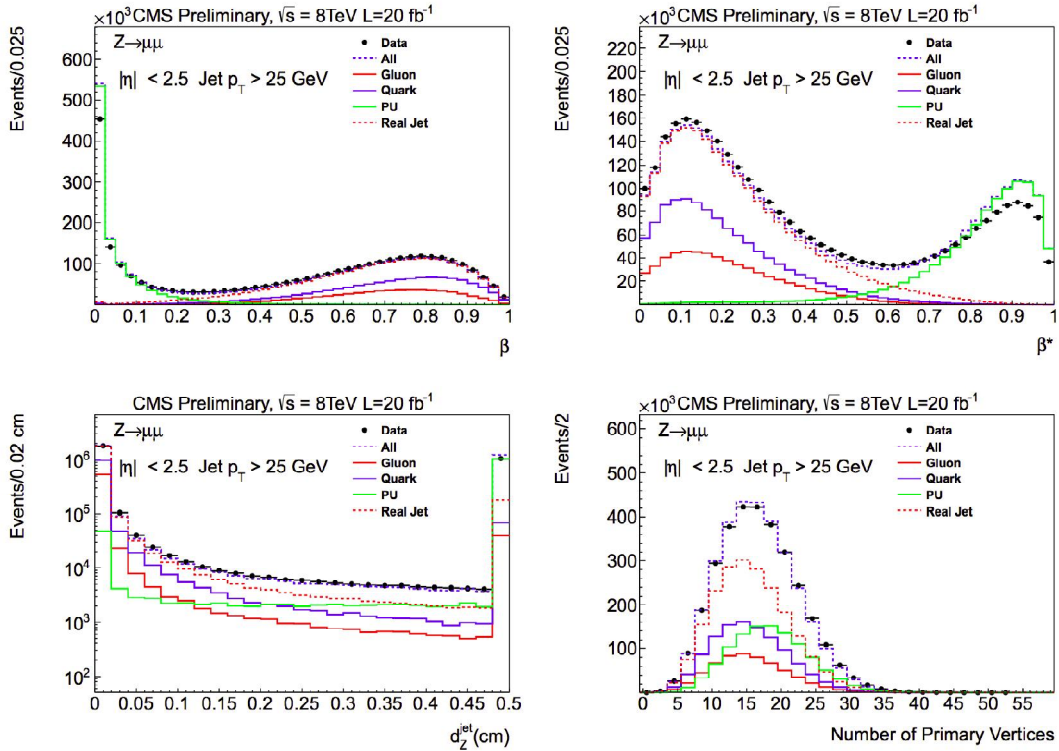 ×10³ CMS Preliminary, √s = 8TeV L=20 fb⁻¹
Events/0.025
600
500
400
300
200
100
Z→μμ
|η| < 2.5 Jet p_T > 25 GeV
Data
All
Gluon
Quark
PU
Real Jet
0 0.1 0.2 0.3 0.4 0.5 0.6 0.7 0.8 0.9 1
β
×10³ CMS Preliminary, √s = 8TeV L=20 fb⁻¹
Events/0.025
220
200
180
160
140
120
100
80
60
40
20
Z→μμ
|η| < 2.5 Jet p_T > 25 GeV
Data
All
Gluon
Quark
PU
Real Jet
0 0.1 0.2 0.3 0.4 0.5 0.6 0.7 0.8 0.9 1
β*
CMS Preliminary, √s = 8TeV L=20 fb⁻¹
Events/0.02 cm
10⁶
10⁵
10⁴
10³
10²
Z→μμ
|η| < 2.5 Jet p_T > 25 GeV
Data
All
Gluon
Quark
PU
Real Jet
0 0.05 0.1 0.15 0.2 0.25 0.3 0.35 0.4 0.45 0.5
d_Z^jet(cm)
×10³ CMS Preliminary, √s = 8TeV L=20 fb⁻¹
Events/2
600
500
400
300
200
100
0
Z→μμ
|η| < 2.5 Jet p_T > 25 GeV
Data
All
Gluon
Quark
PU
Real Jet
0 5 10 15 20 25 30 35 40 45 50 55
Number of Primary Vertices